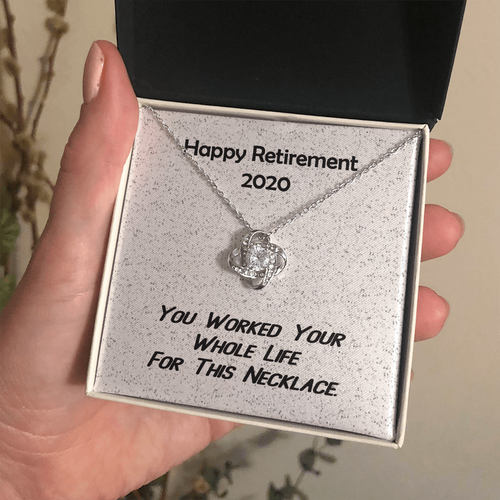 Happy Retirement
2020
You Worked Your
Whole Life
For This Necklace.